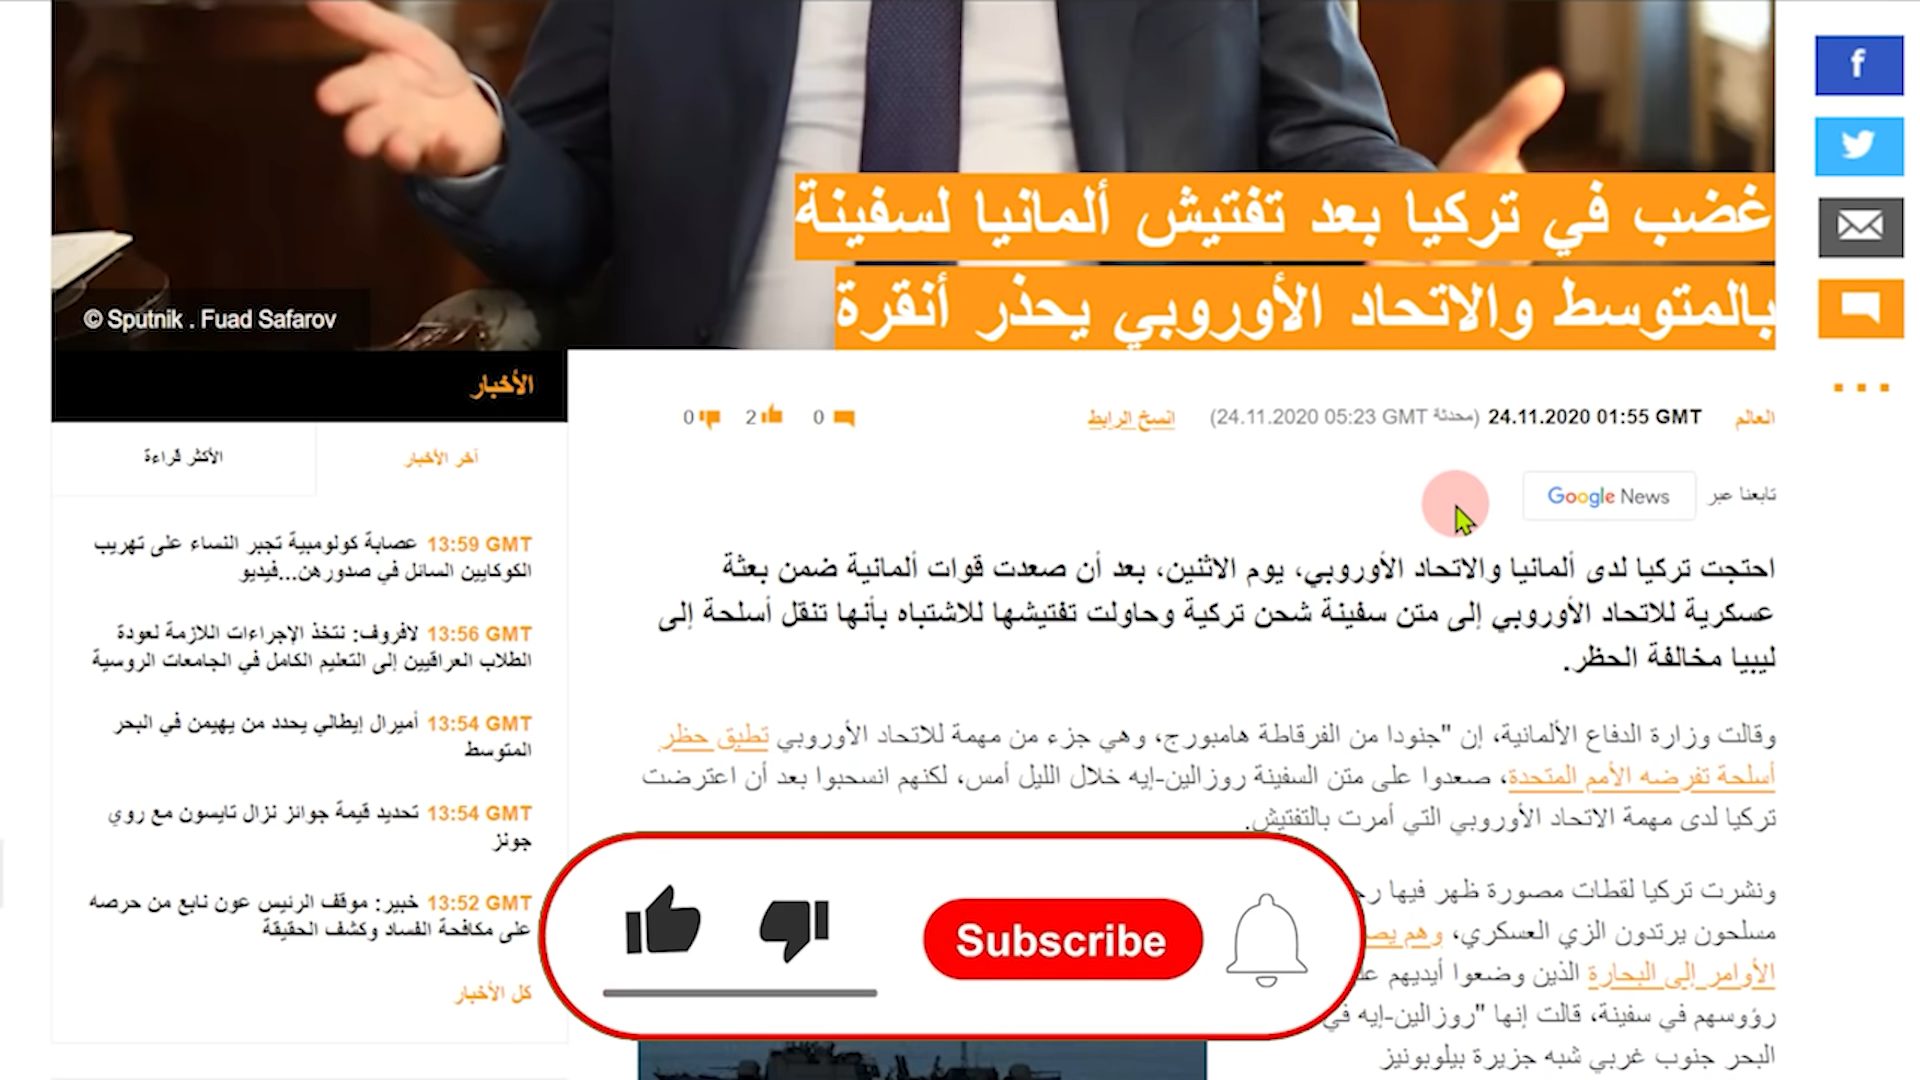 غضب في تركيا بعد تفتيش ألمانيا لسفينة
بالمتوسط والاتحاد الأوروبي يحذر أنقرة
© Sputnik . Fuad Safarov
العالم
24.11.2020 01:55 GMT (محدثة 24.11.2020 05:23 GMT)
انسخ الرابط
0
2
0
تابعنا عبر
Google News
احتجت تركيا لدى ألمانيا والاتحاد الأوروبي، يوم الاثنين، بعد أن صعدت قوات ألمانية ضمن بعثة
عسكرية للاتحاد الأوروبي إلى متن سفينة شحن تركية وحاولت تفتيشها للاشتباه بأنها تنقل أسلحة إلى
ليبيا مخالفة الحظر.
وقالت وزارة الدفاع الألمانية، إن "جنودا من الفرقاطة هامبورج، وهي جزء من مهمة للاتحاد الأوروبي تطبق حظر
أسلحة تفرضه الأمم المتحدة، صعدوا على متن السفينة روزالين-إيه خلال الليل أمس، لكنهم انسحبوا بعد أن اعترضت
تركيا لدى مهمة الاتحاد الأوروبي التي أمرت بالتفتيش.
ونشرت تركيا لقطات مصورة ظهر فيها
مسلحون يرتدون الزي العسكري، وهم
الأوامر إلى البحارة الذين وضعوا أيديهم
رؤوسهم في سفينة، قالت إنها "روزالين-إيه في
البحر جنوب غربي شبه جزيرة بيلوبونيز
الأخبار
آخر الأخبار
الأكثر قراءة
13:59 GMT عصابة كولومبية تجبر النساء على تهريب
الكوكايين السائل في صدورهن...فيديو
13:56 GMT لافروف: نتخذ الإجراءات اللازمة لعودة
الطلاب العراقيين إلى التعليم الكامل في الجامعات الروسية
13:54 GMT أميرال إيطالي يحدد من يهيمن في البحر
المتوسط
13:54 GMT تحديد قيمة جوائز نزال تايسون مع روي
جونز
13:52 GMT خبير: موقف الرئيس عون نابع من حرصه
على مكافحة الفساد وكشف الحقيقة
كل الأخبار
Subscribe
f